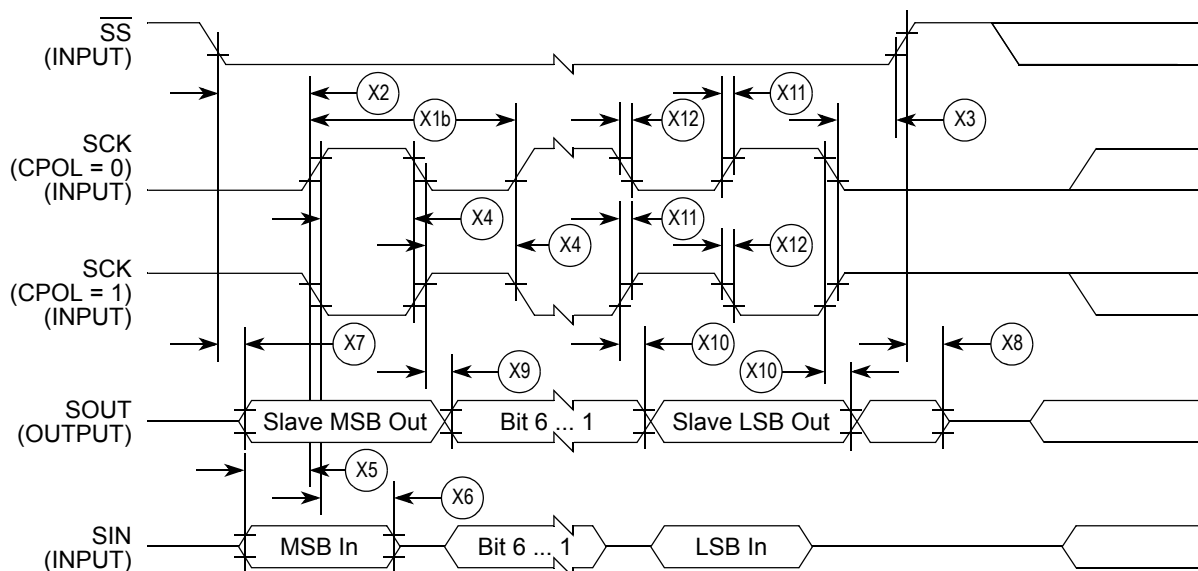 SS
(INPUT)
X2
X11
X1b
X12
X3
SCK
(CPOL = 0)
(INPUT)
X4
X4
X11
X12
SCK
(CPOL = 1)
(INPUT)
X7
X9
X10
X10
X8
SOUT
(OUTPUT)
Slave MSB Out
Bit 6 ... 1
Slave LSB Out
X5
X6
SIN
(INPUT)
MSB In
Bit 6 ... 1
LSB In